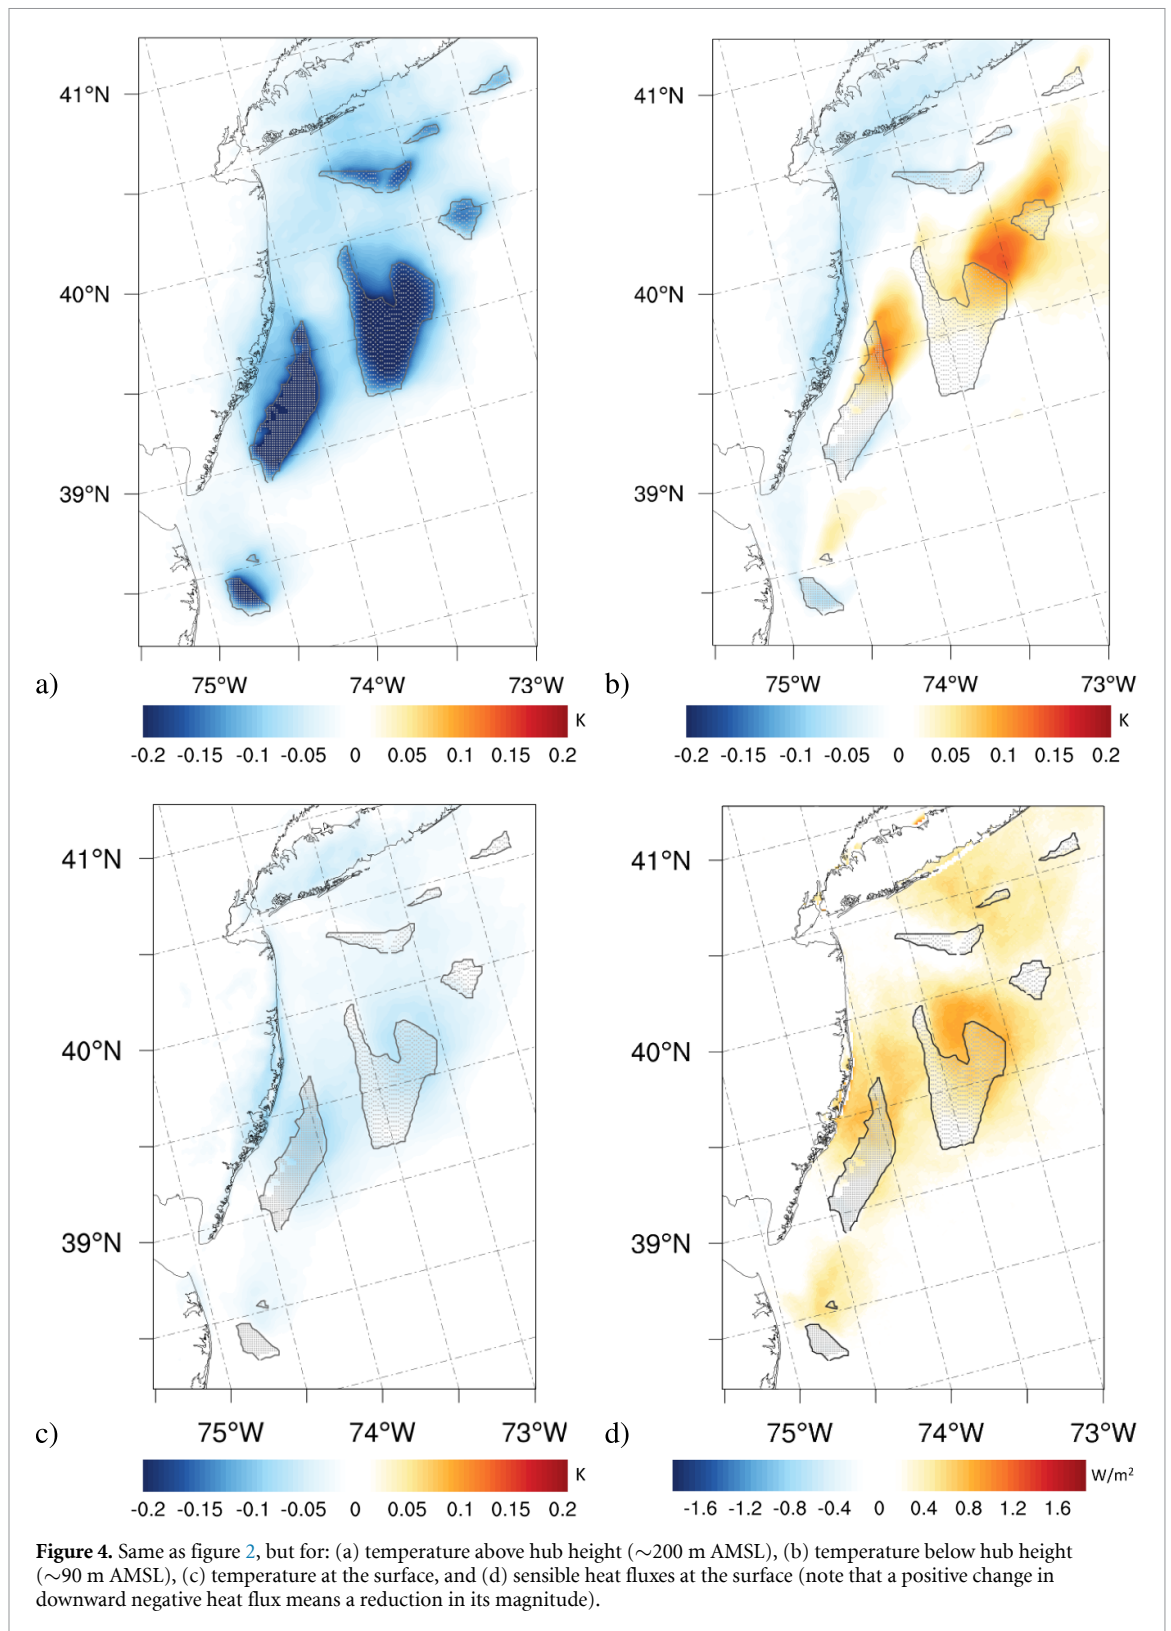 41°N
41°N
40°N
40°N
39°N
39°N
a)
75°W 74°W 73°W
b)
75°W 74°W 73°W
K
K
-0.2 -0.15 -0.1 -0.05 0 0.05 0.1 0.15 0.2
-0.2 -0.15 -0.1 -0.05 0 0.05 0.1 0.15 0.2
41°N
41°N
40°N
40°N
39°N
39°N
c)
75°W 74°W 73°W
d)
75°W 74°W 73°W
K
W/m²
-0.2 -0.15 -0.1 -0.05 0 0.05 0.1 0.15 0.2
-1.6 -1.2 -0.8 -0.4 0 0.4 0.8 1.2 1.6
Figure 4. Same as figure 2, but for: (a) temperature above hub height (∼200 m AMSL), (b) temperature below hub height
(∼90 m AMSL), (c) temperature at the surface, and (d) sensible heat fluxes at the surface (note that a positive change in
downward negative heat flux means a reduction in its magnitude).